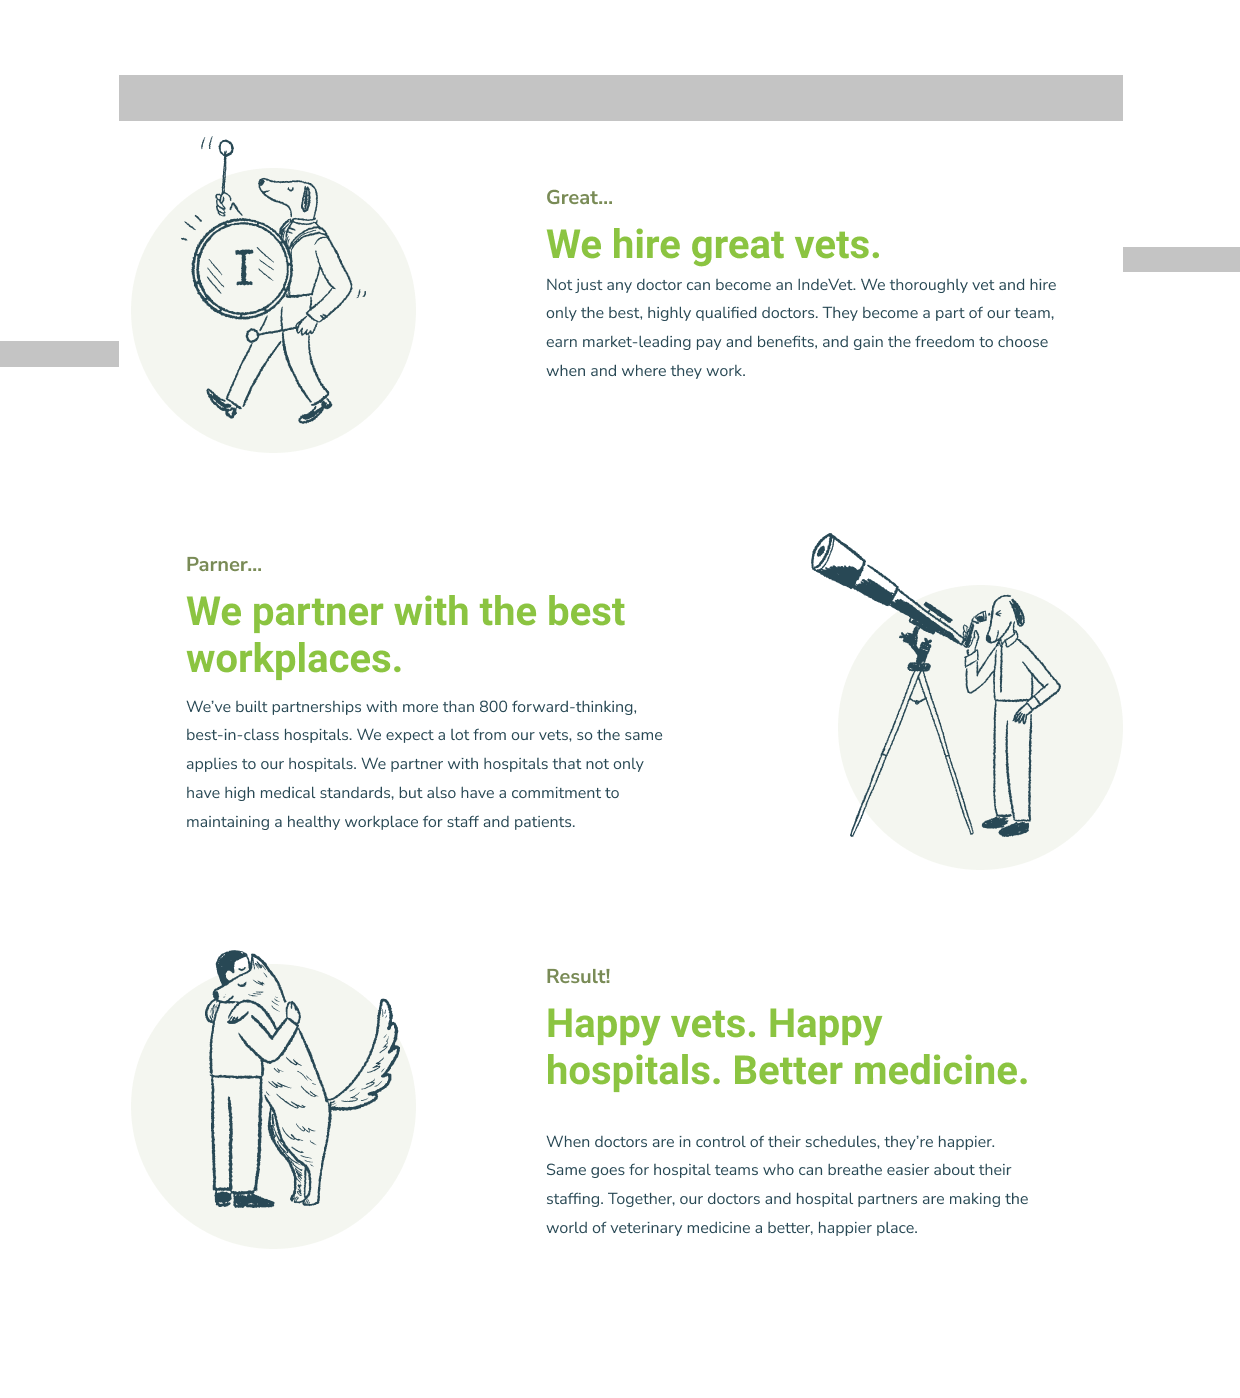 I
Great...
We hire great vets.
Not just any doctor can become an IndeVet. We thoroughly vet and hire
only the best, highly qualified doctors. They become a part of our team,
earn market-leading pay and benefits, and gain the freedom to choose
when and where they work.
Parner...
We partner with the best
workplaces.
We've built partnerships with more than 800 forward-thinking,
best-in-class hospitals. We expect a lot from our vets, so the same
applies to our hospitals. We partner with hospitals that not only
have high medical standards, but also have a commitment to
maintaining a healthy workplace for staff and patients.
Result!
Happy vets. Happy
hospitals. Better medicine.
When doctors are in control of their schedules, they're happier.
Same goes for hospital teams who can breathe easier about their
staffing. Together, our doctors and hospital partners are making the
world of veterinary medicine a better, happier place.